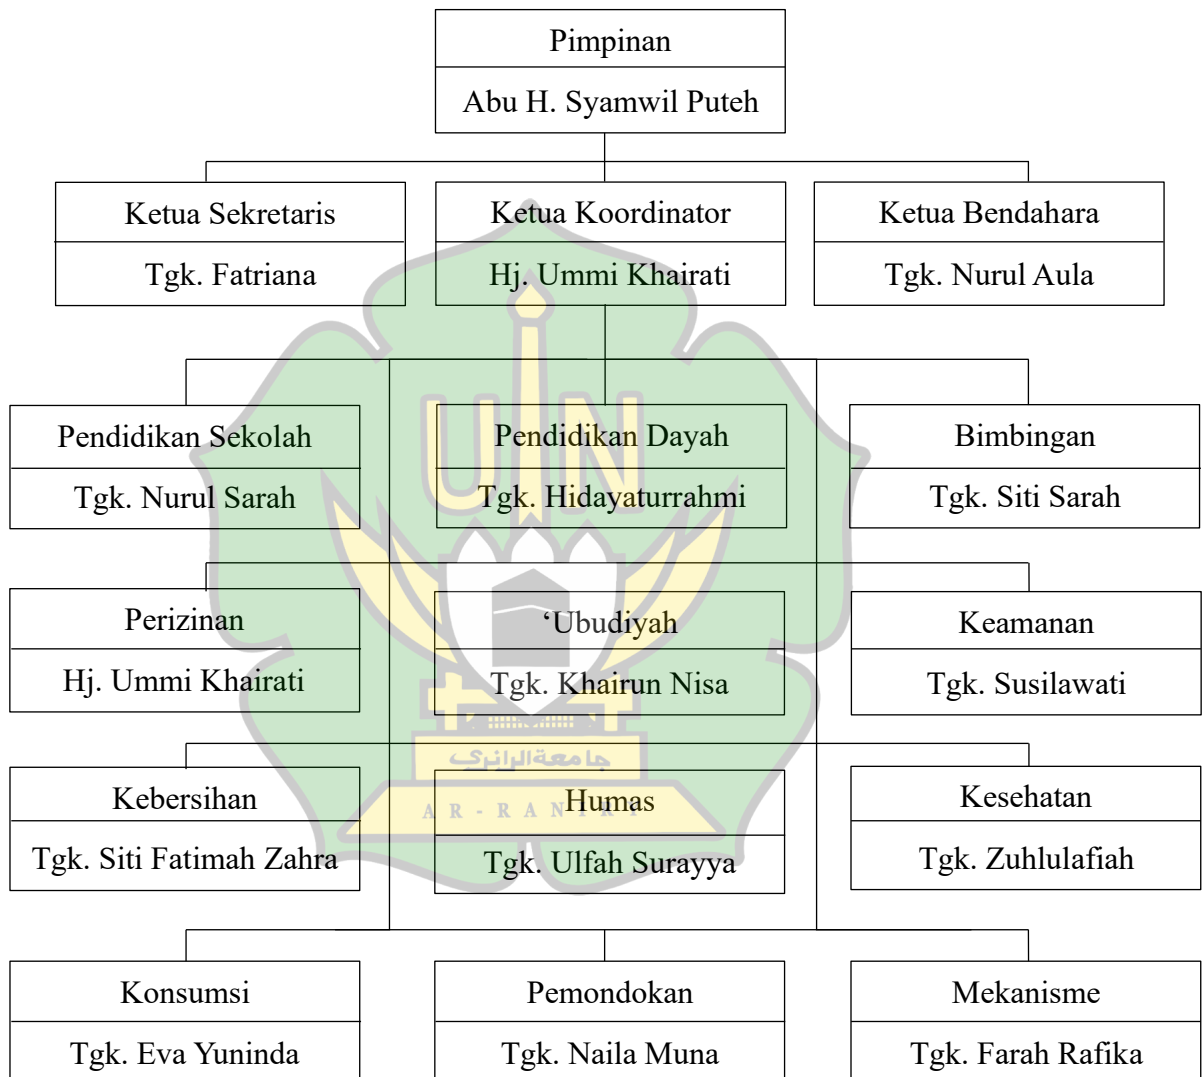 Pimpinan
Abu H. Syamwil Puteh
Ketua Sekretaris
Tgk. Fatriana
Ketua Koordinator
Hj. Ummi Khairati
Ketua Bendahara
Tgk. Nurul Aula
UIN
Pendidikan Sekolah
Tgk. Nurul Sarah
Pendidikan Dayah
Tgk. Hidayaturrahmi
Bimbingan
Tgk. Siti Sarah
Perizinan
Hj. Ummi Khairati
‘Ubudiyah
Tgk. Khairun Nisa
Keamanan
Tgk. Susilawati
جامعةالرانري
AR-RANIRY
Kebersihan
Tgk. Siti Fatimah Zahra
Humas
Tgk. Ulfah Surayya
Kesehatan
Tgk. Zuhlulafiah
Konsumsi
Tgk. Eva Yuninda
Pemondokan
Tgk. Naila Muna
Mekanisme
Tgk. Farah Rafika